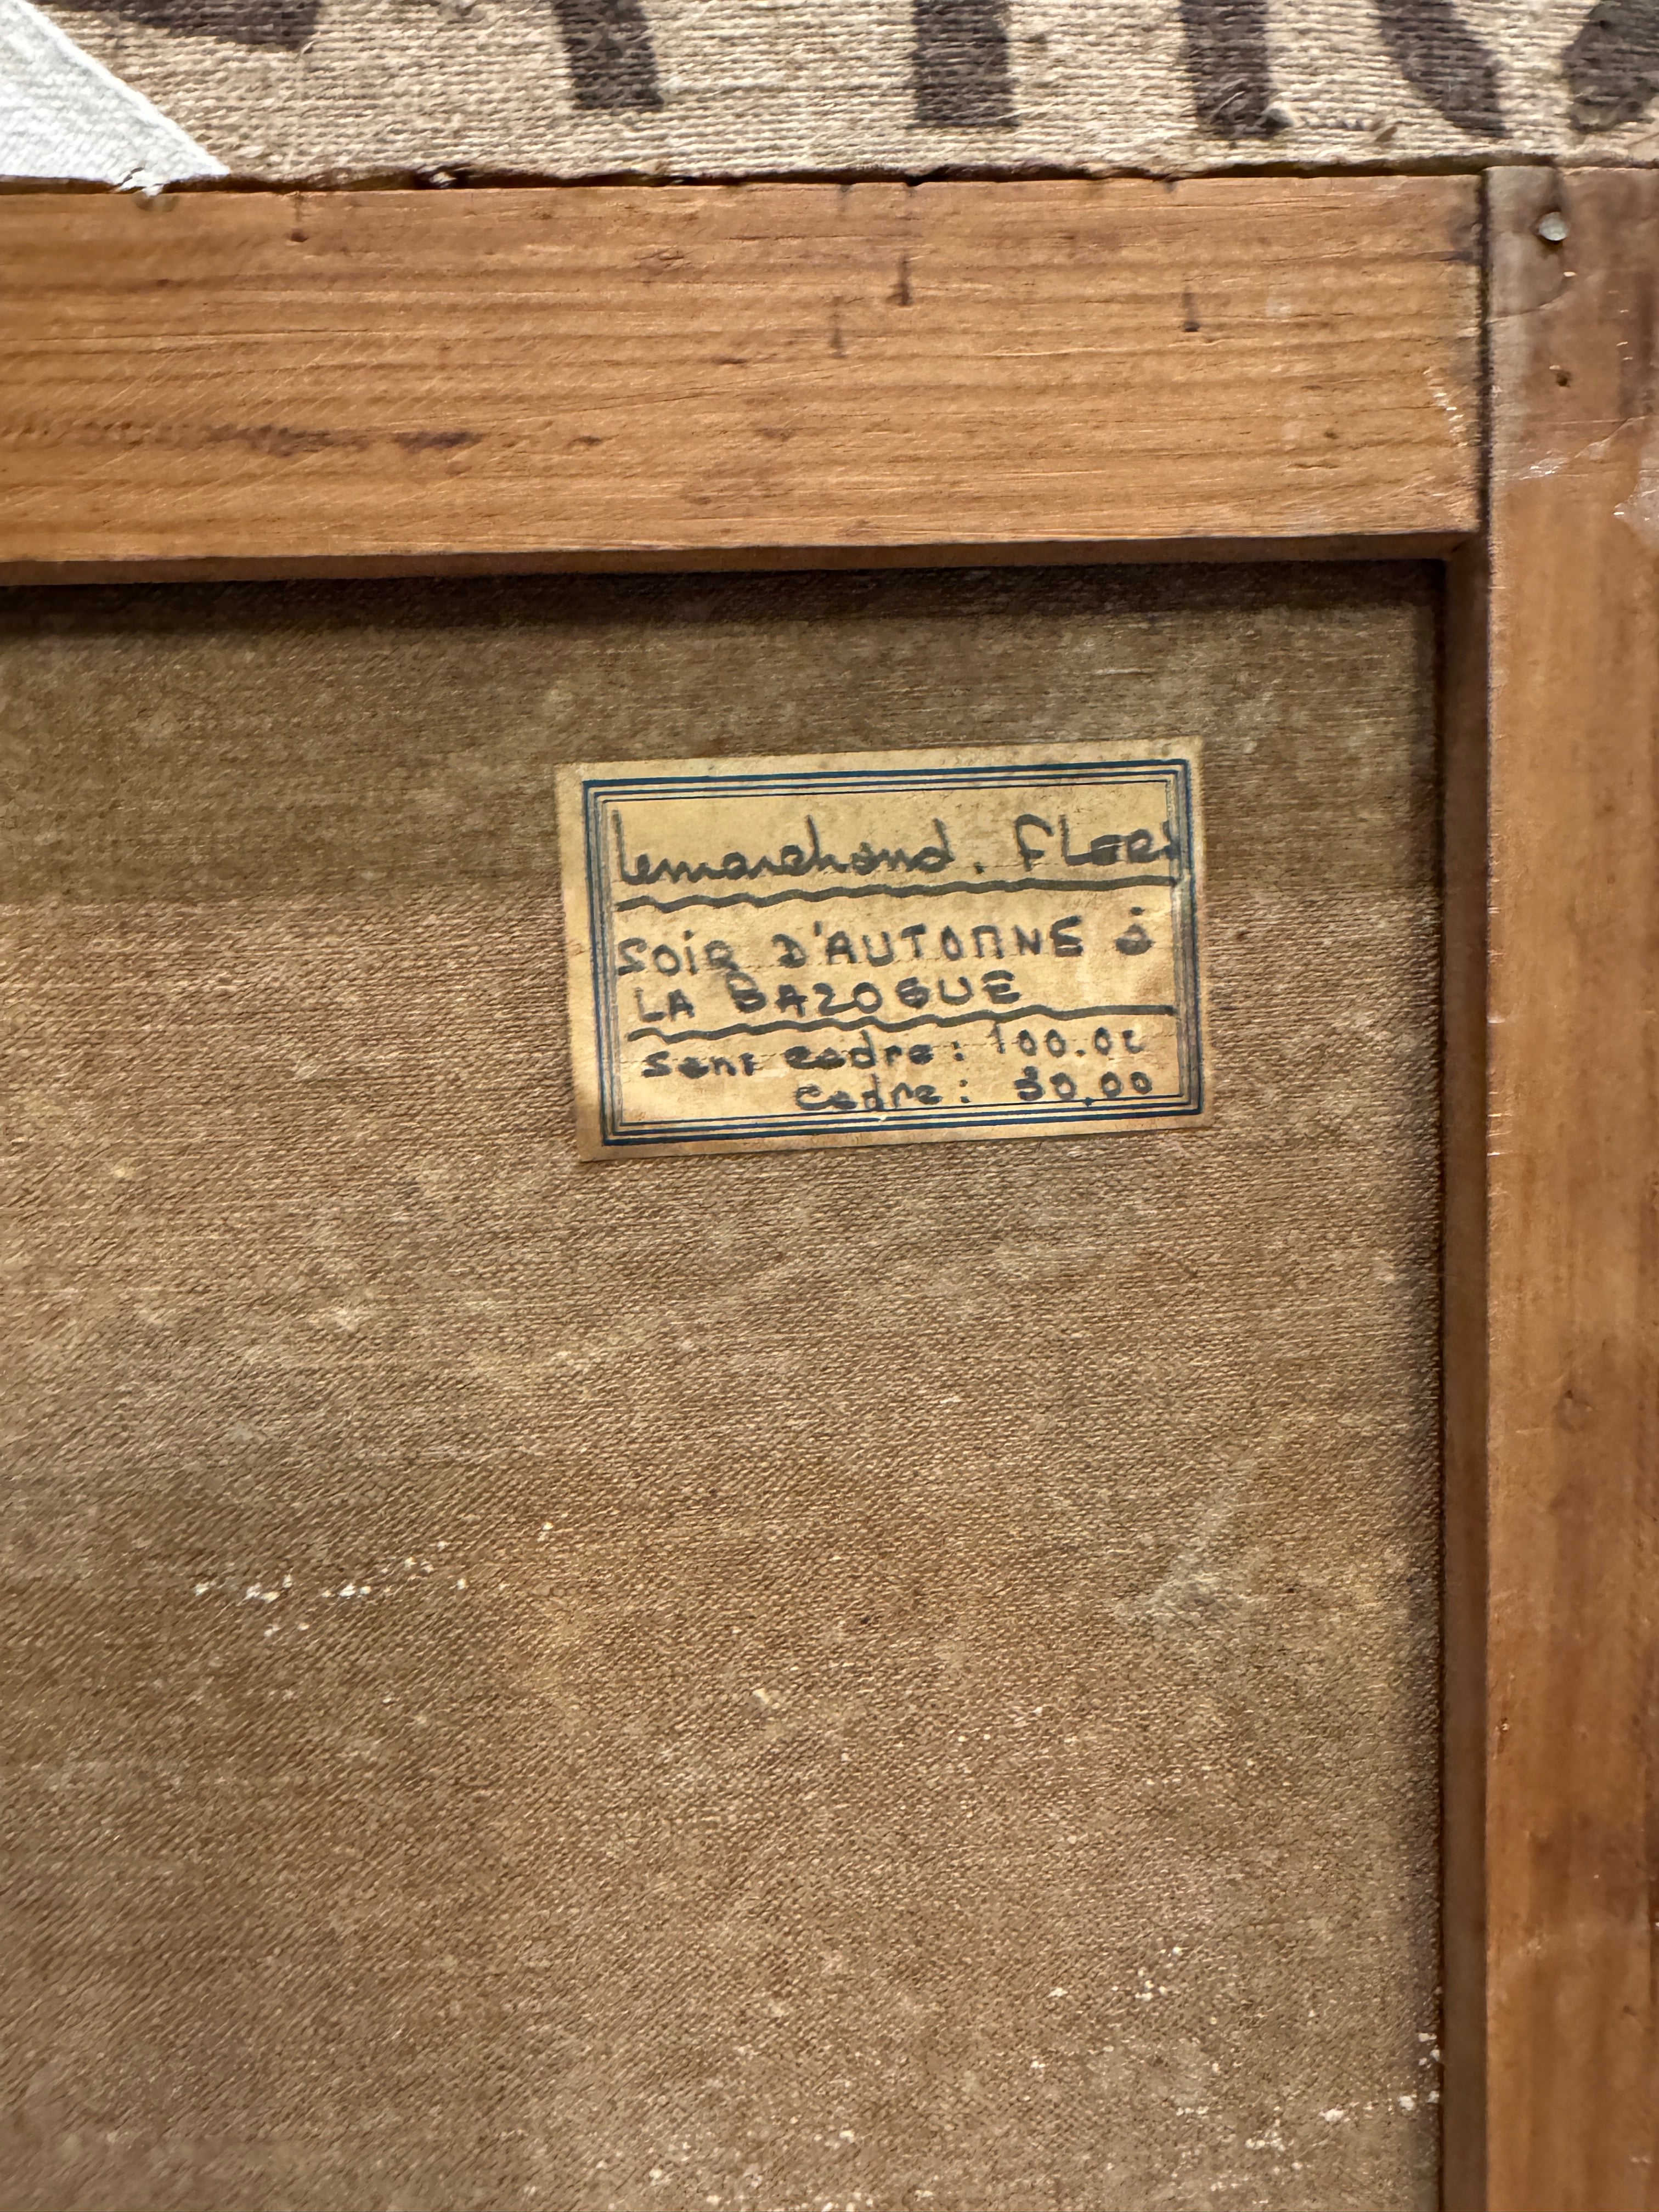 Lemarchand. FLERS
SOIR D'AUTOMNE à
LA BAZOGUE
Sans cadre: 100.00
cadre: 30.00